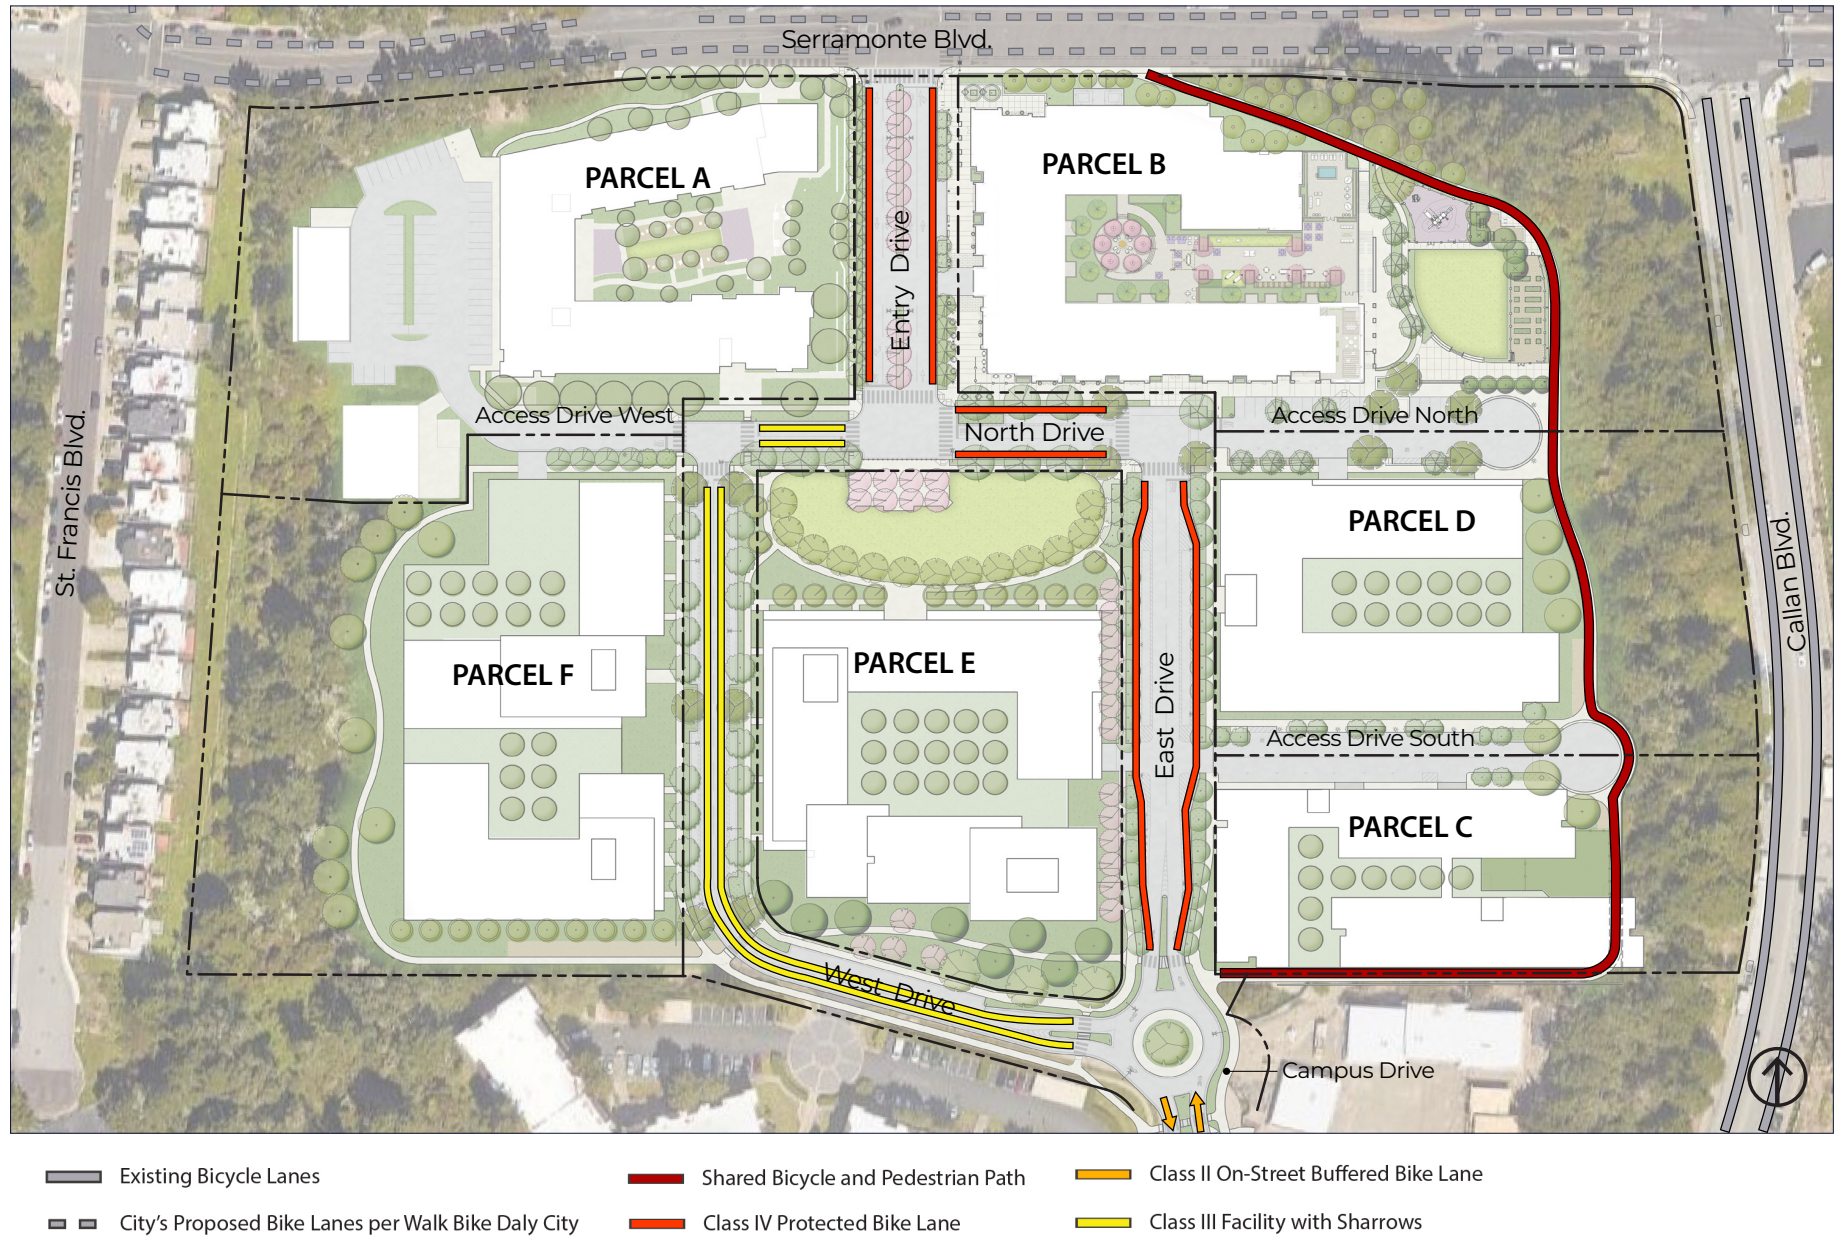 Serramonte Blvd.
PARCEL A
PARCEL B
Entry Drive
Access Drive West
North Drive
Access Drive North
St. Francis Blvd.
PARCEL D
Callan Blvd.
PARCEL F
PARCEL E
East Drive
Access Drive South
PARCEL C
West Drive
Campus Drive
Existing Bicycle Lanes
Shared Bicycle and Pedestrian Path
Class II On-Street Buffered Bike Lane
City's Proposed Bike Lanes per Walk Bike Daly City
Class IV Protected Bike Lane
Class III Facility with Sharrows